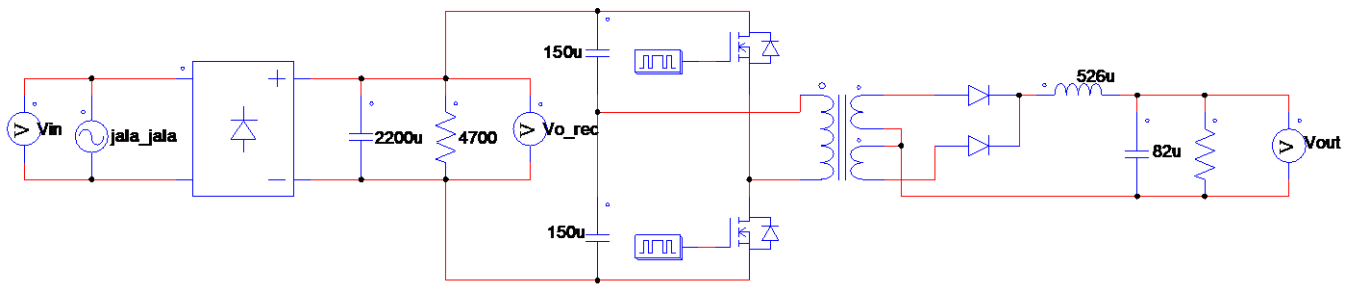 150u
526u
V Vin
jala_jala
2200u
4700
V Vo_rec
82u
V Vout
150u